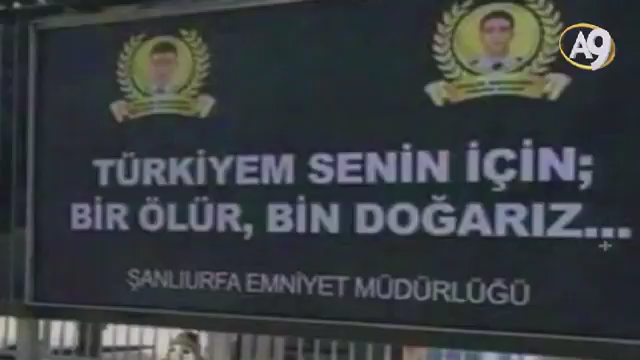 A9
TÜRKİYEM SENİN İÇİN;
BİR ÖLÜR, BİN DOĞARIZ...
ŞANLIURFA EMNİYET MÜDÜRLÜĞÜ